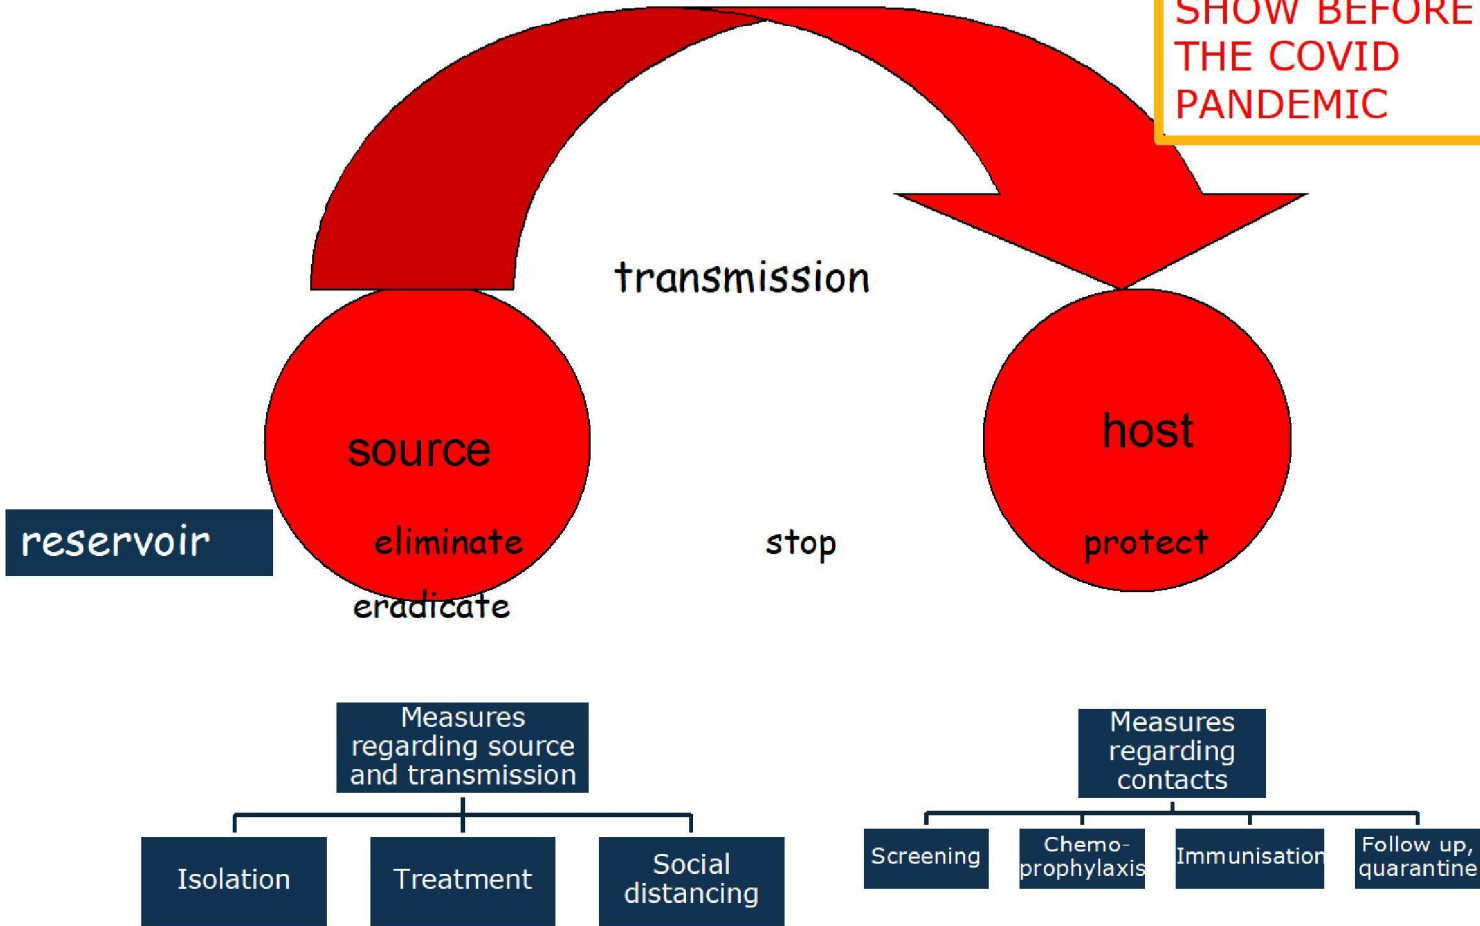 SHOW BEFORE
THE COVID
PANDEMIC
transmission
source
host
reservoir
eliminate
stop
protect
eradicate
Measures
regarding source
and transmission
Isolation
Treatment
Social
distancing
Measures
regarding
contacts
Screening
Chemo-
prophylaxis
Immunisation
Follow up,
quarantine